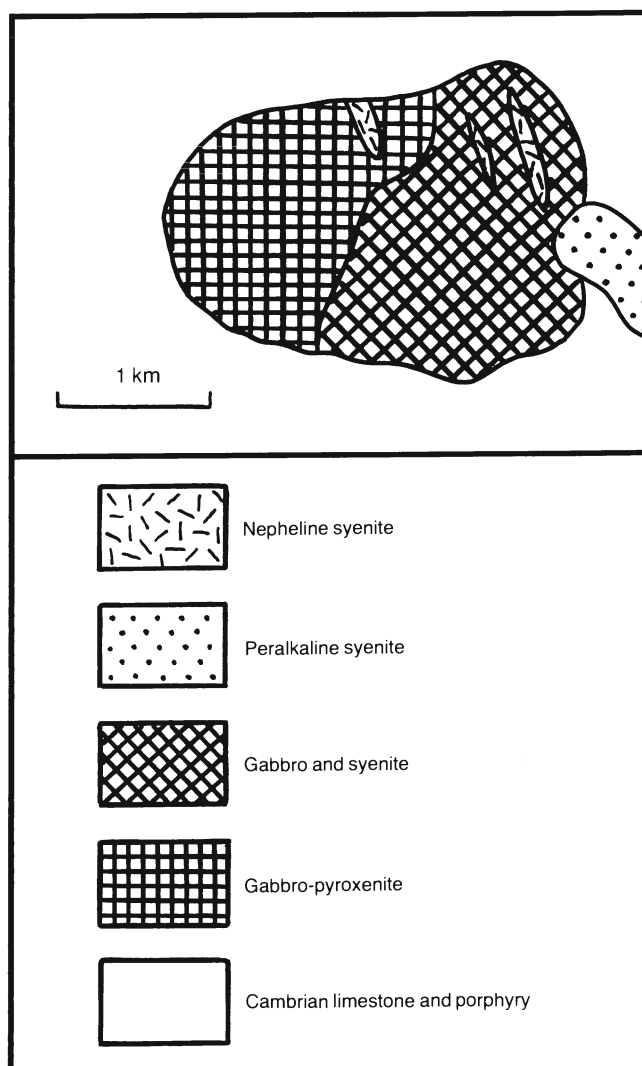 1 km
Nepheline syenite
Peralkaline syenite
Gabbro and syenite
Gabbro-pyroxenite
Cambrian limestone and porphyry